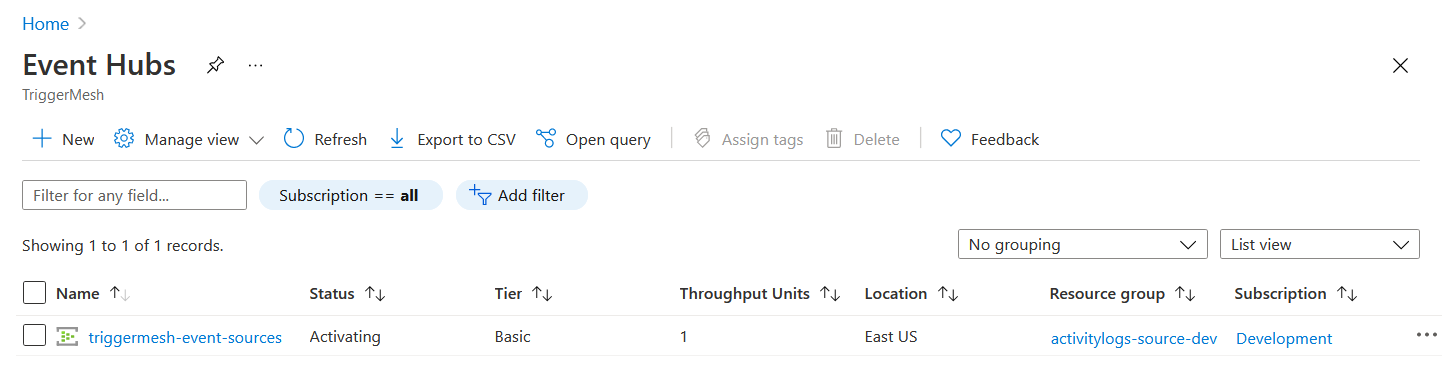 Home
Event Hubs
TriggerMesh
New Manage view Refresh Export to CSV Open query Assign tags Delete Feedback
Filter for any field... Subscription == all Add filter
Showing 1 to 1 of 1 records. No grouping List view
Name Status Tier Throughput Units Location Resource group Subscription
triggermesh-event-sources Activating Basic 1 East US activitylogs-source-dev Development